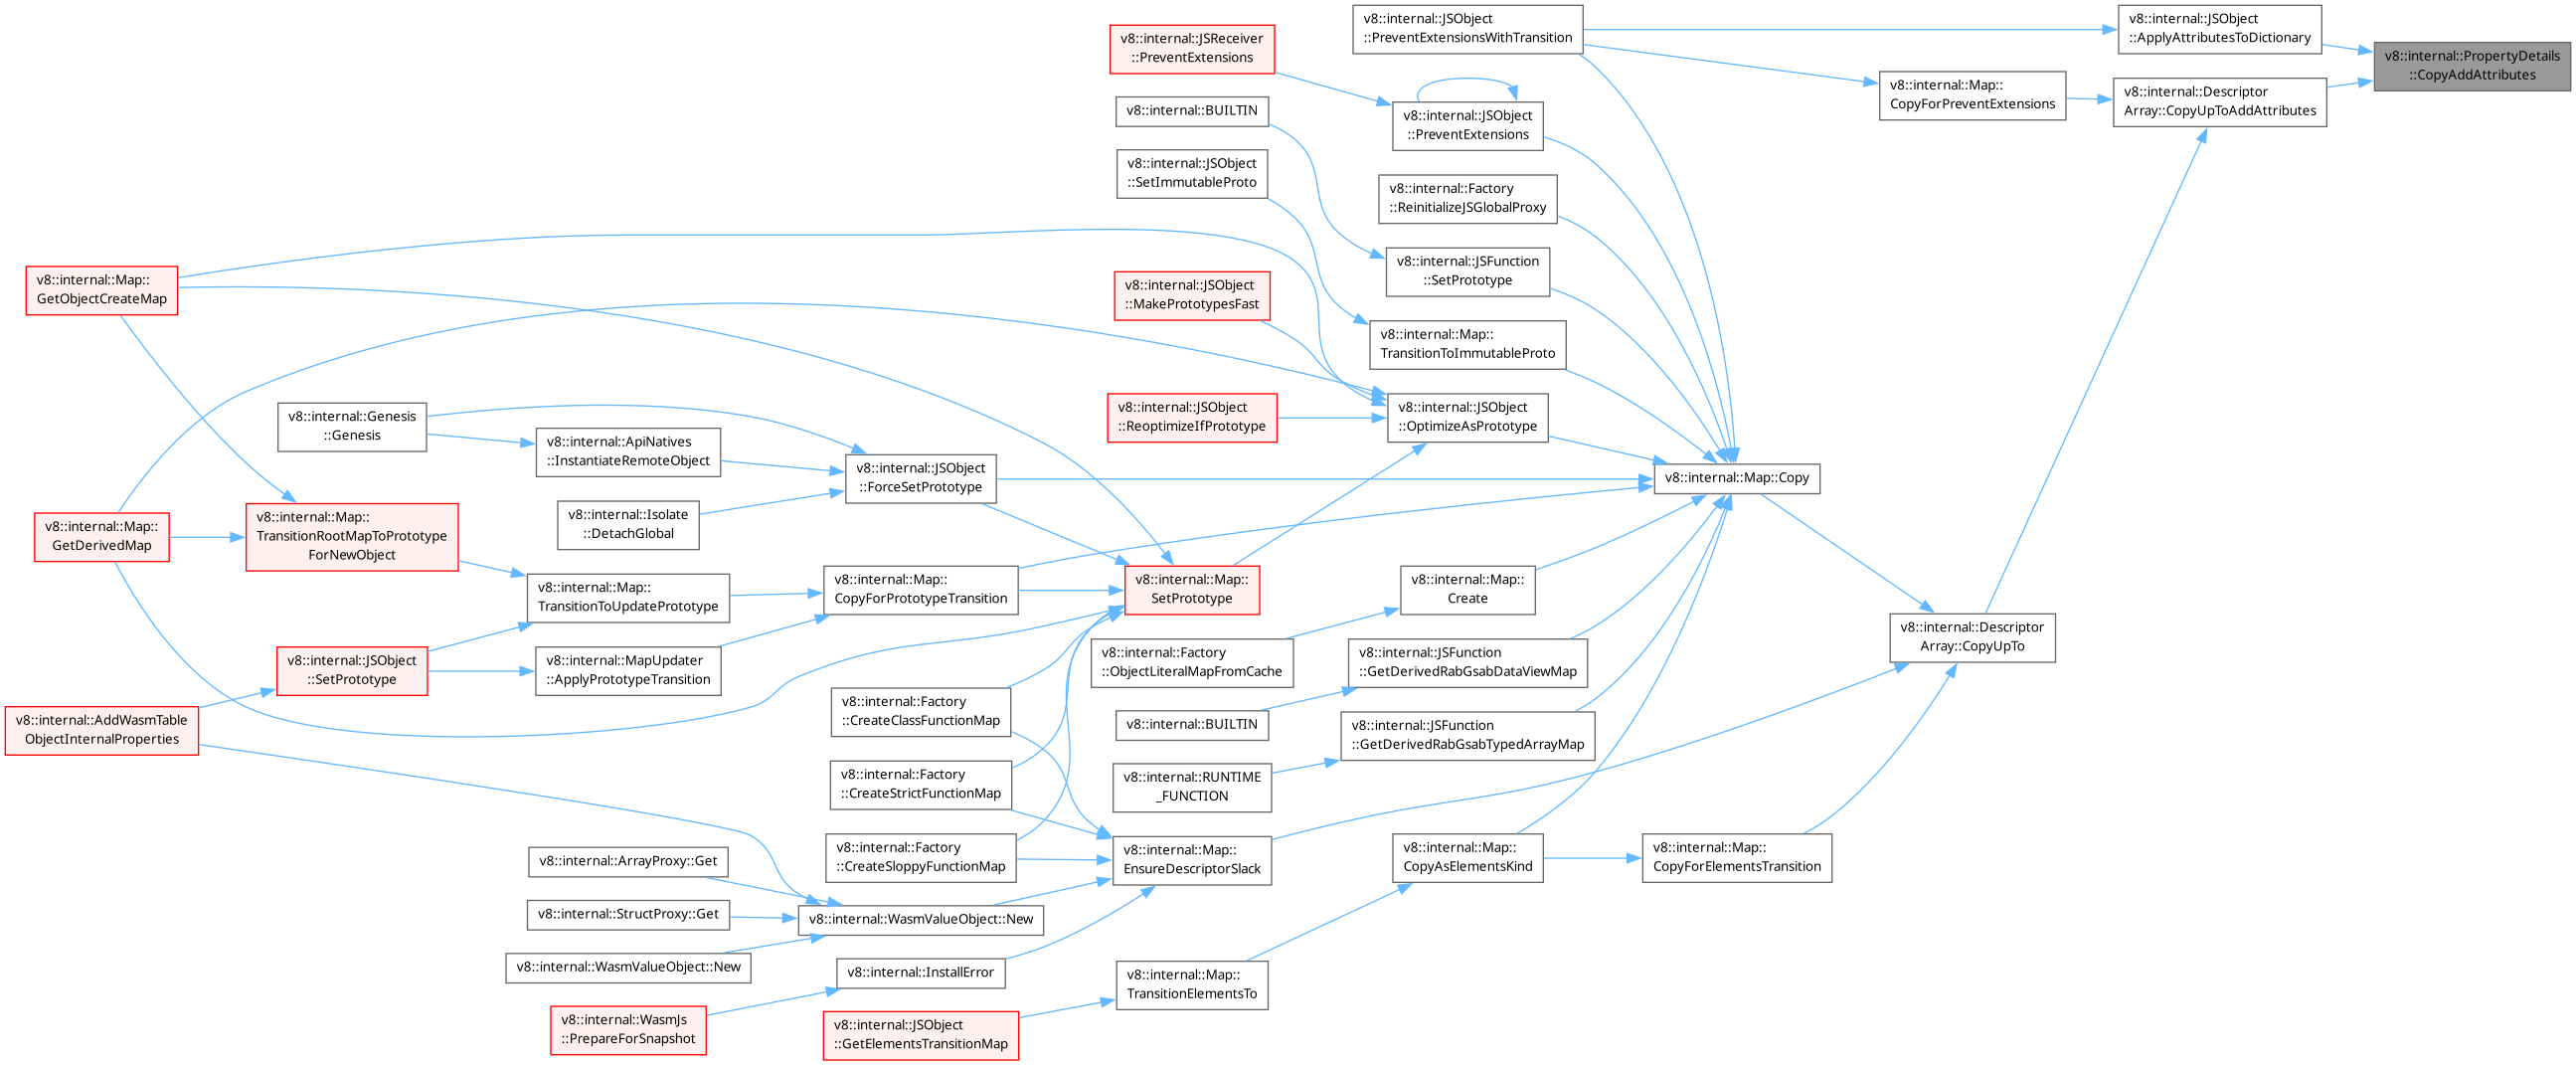 v8::internal::JSObject
::PreventExtensionsWithTransition
v8::internal::JSObject
::ApplyAttributesToDictionary
v8::internal::PropertyDetails
::CopyAddAttributes
v8::internal::JSReceiver
::PreventExtensions
v8::internal::Map::
CopyForPreventExtensions
v8::internal::Descriptor
Array::CopyUpToAddAttributes
v8::internal::BUILTIN
v8::internal::JSObject
::PreventExtensions
v8::internal::JSObject
::SetImmutableProto
v8::internal::Factory
::ReinitializeJSGlobalProxy
v8::internal::JSFunction
::SetPrototype
v8::internal::Map::
GetObjectCreateMap
v8::internal::JSObject
::MakePrototypesFast
v8::internal::Map::
TransitionToImmutableProto
v8::internal::JSObject
::ReoptimizeIfPrototype
v8::internal::JSObject
::OptimizeAsPrototype
v8::internal::Genesis
::Genesis
v8::internal::ApiNatives
::InstantiateRemoteObject
v8::internal::JSObject
::ForceSetPrototype
v8::internal::Map::Copy
v8::internal::Isolate
::DetachGlobal
v8::internal::Map::
TransitionRootMapToPrototype
ForNewObject
v8::internal::Map::
GetDerivedMap
v8::internal::Map::
TransitionToUpdatePrototype
v8::internal::Map::
CopyForPrototypeTransition
v8::internal::Map::
SetPrototype
v8::internal::Map::
Create
v8::internal::Descriptor
Array::CopyUpTo
v8::internal::JSObject
::SetPrototype
v8::internal::MapUpdater
::ApplyPrototypeTransition
v8::internal::Factory
::ObjectLiteralMapFromCache
v8::internal::JSFunction
::GetDerivedRabGsabDataViewMap
v8::internal::AddWasmTable
ObjectInternalProperties
v8::internal::Factory
::CreateClassFunctionMap
v8::internal::BUILTIN
v8::internal::JSFunction
::GetDerivedRabGsabTypedArrayMap
v8::internal::Factory
::CreateStrictFunctionMap
v8::internal::RUNTIME
_FUNCTION
v8::internal::ArrayProxy::Get
v8::internal::Factory
::CreateSloppyFunctionMap
v8::internal::Map::
EnsureDescriptorSlack
v8::internal::Map::
CopyAsElementsKind
v8::internal::Map::
CopyForElementsTransition
v8::internal::StructProxy::Get
v8::internal::WasmValueObject::New
v8::internal::WasmValueObject::New
v8::internal::InstallError
v8::internal::Map::
TransitionElementsTo
v8::internal::WasmJs
::PrepareForSnapshot
v8::internal::JSObject
::GetElementsTransitionMap